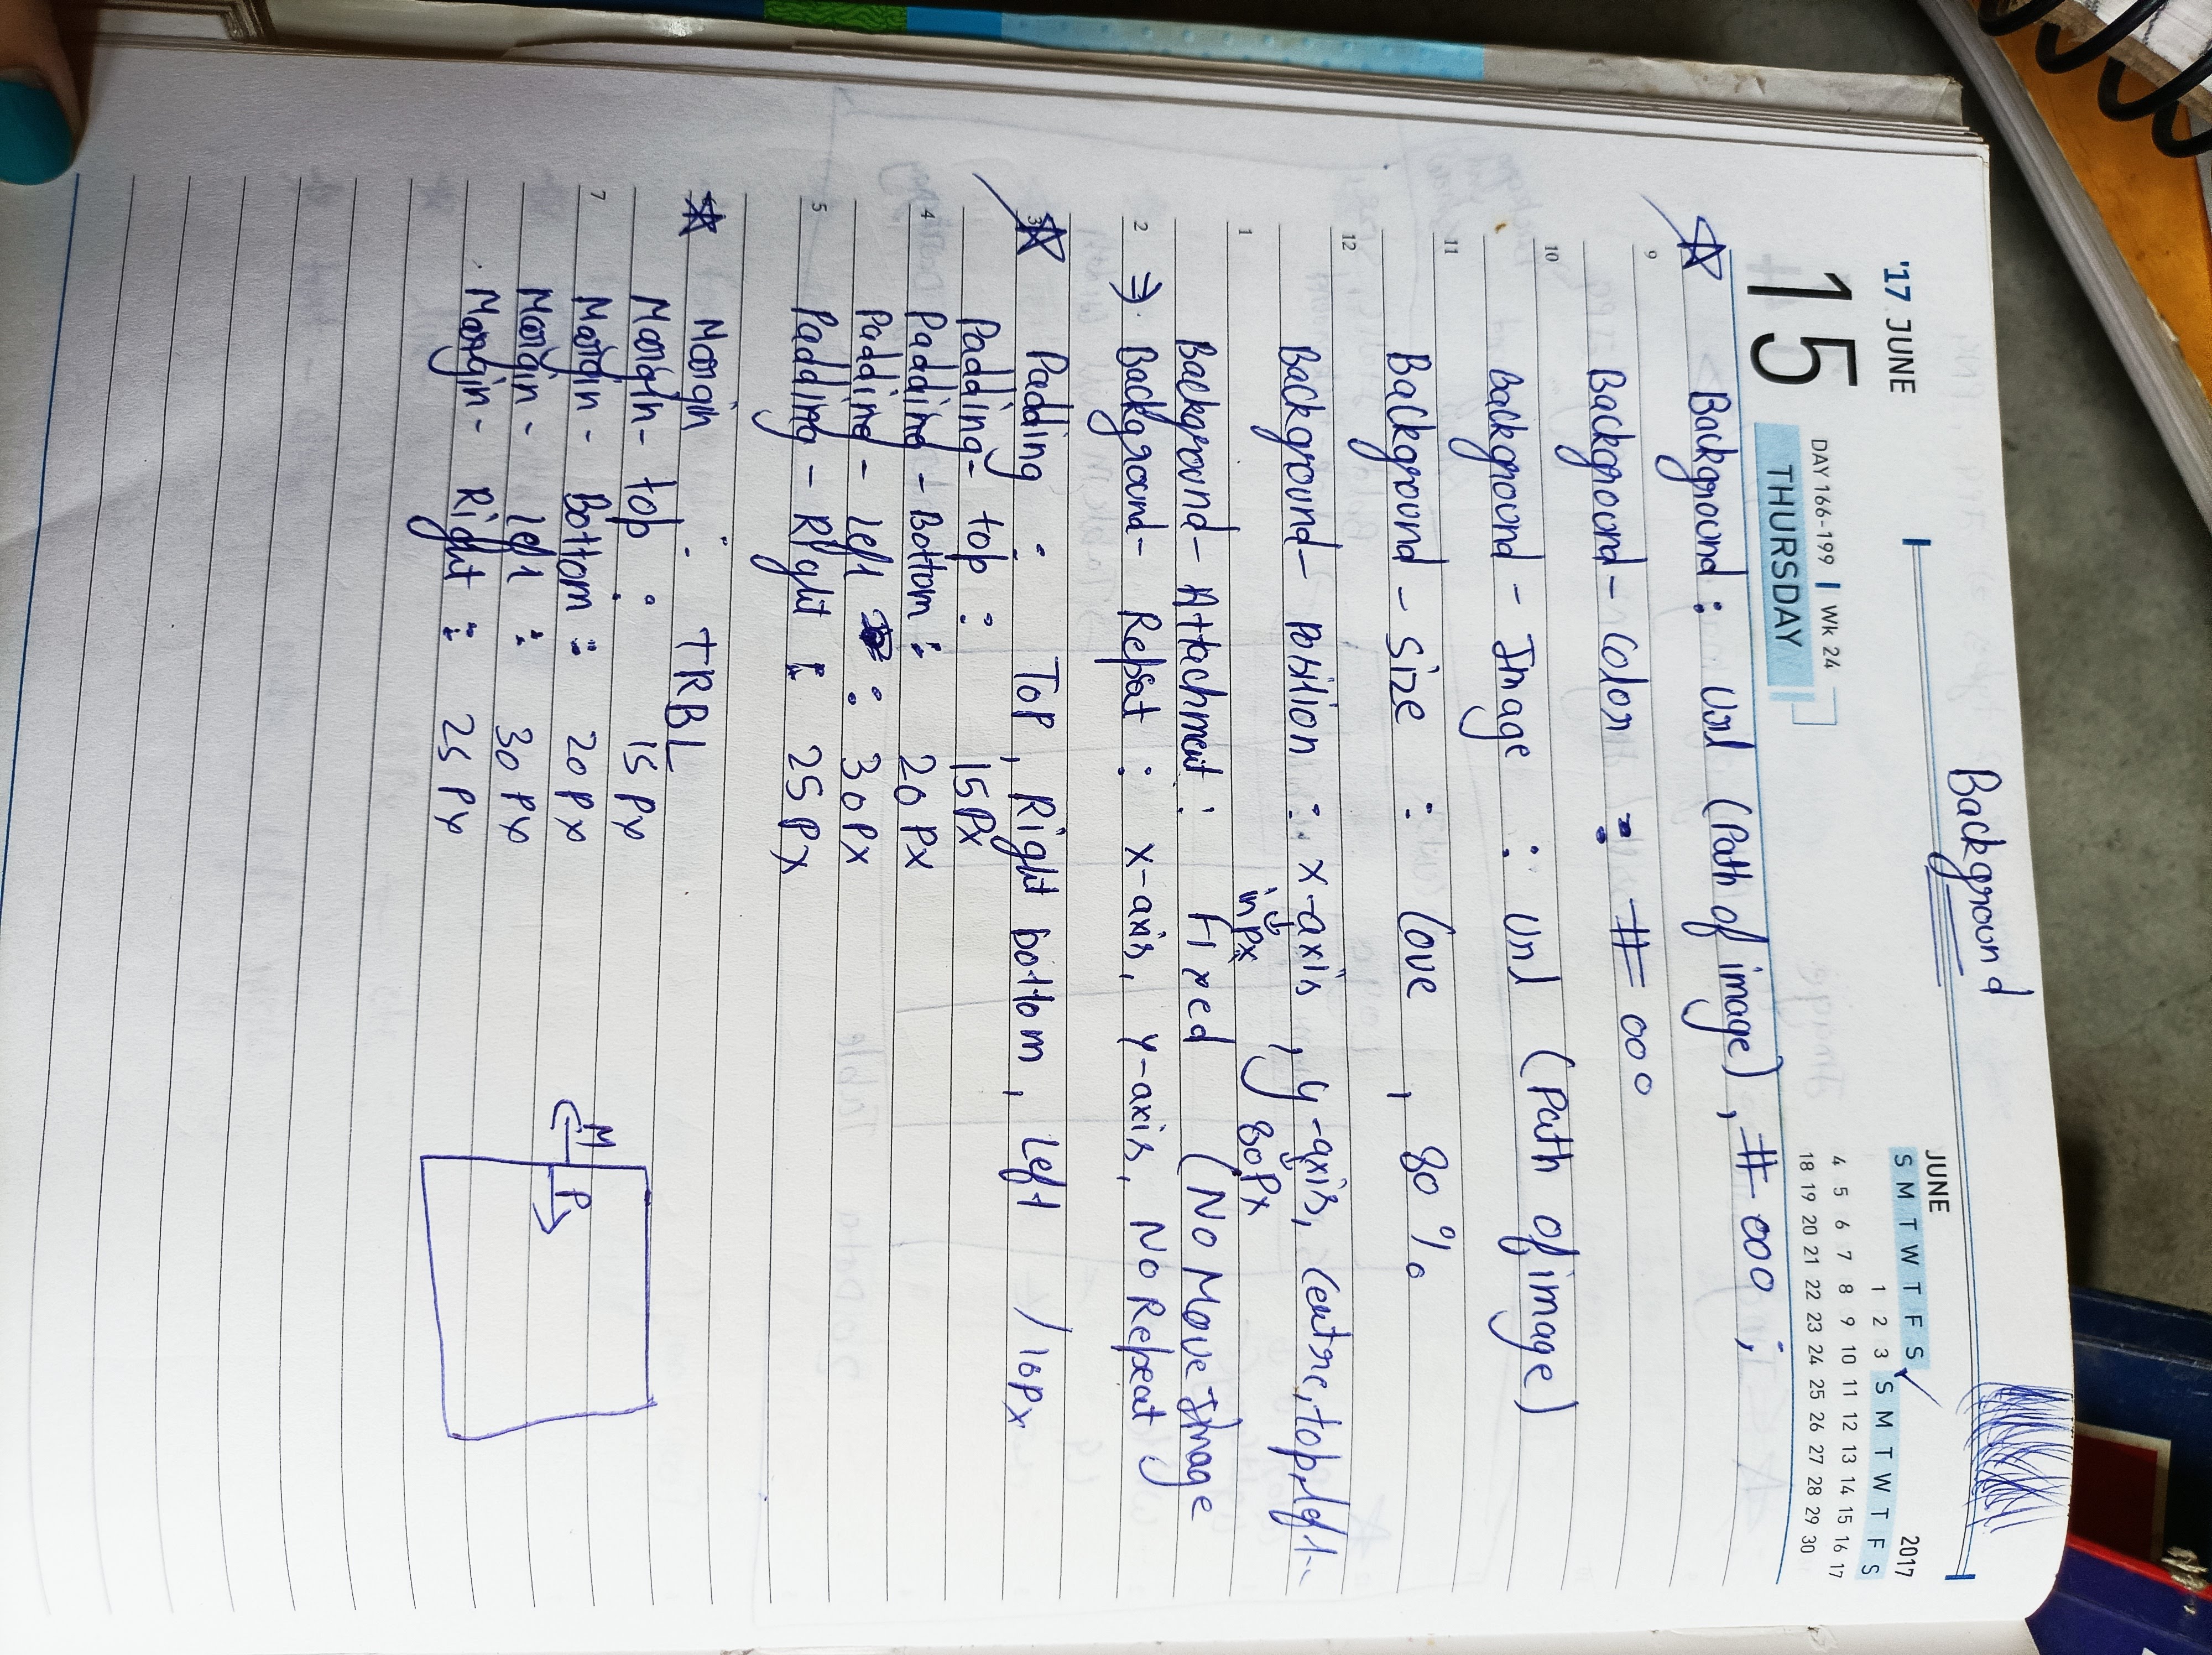 Background
'17 JUNE
15
DAY 166-199 | Wk 24
THURSDAY
JUNE
2017
S M T W T F S
S M T W T F S
1 2 3
4 5 6 7 8 9 10 11 12 13 14 15 16 17
18 19 20 21 22 23 24 25 26 27 28 29 30
Background : Url (Path of image) , # 000 ;
9
Background - Color : # 000
10
Background - Image : Url (Path of image)
11
Background - Size : Cove , 80 %
12
Background - Position : x-axis , y-axis, Centre, top, left..
in Px 80Px
1
Background - Attachment : Fixed (No Move Image
2 ⇒ Background - Repeat : x-axis, y-axis, No Repeat
3 Padding : Top , Right bottom , Left / 10Px
Padding - top : 15Px
4 Padding - Bottom : 20 Px
Padding - left : 30Px
5 Padding - Right : 25 Px
Margin : TRBL
Margin - top : 15 Px
7 Margin - Bottom : 20 Px
Margin - left : 30 Px
Margin - Right : 25 Px
M
P